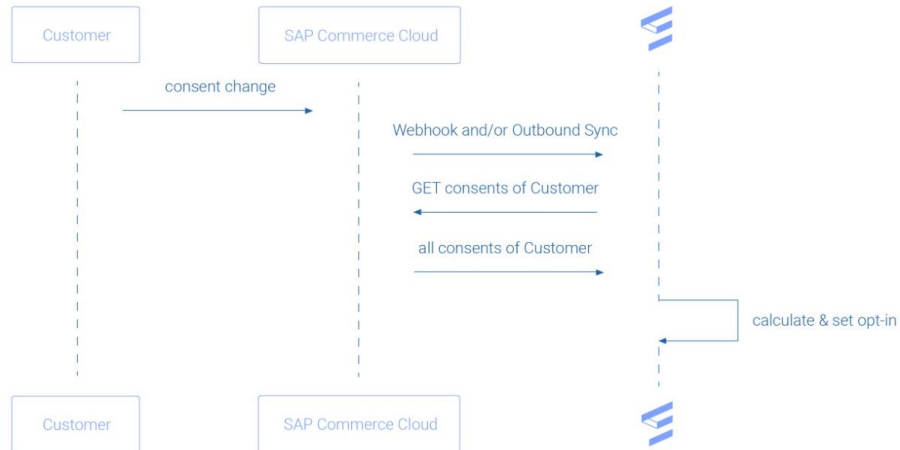 Customer
SAP Commerce Cloud
consent change
Webhook and/or Outbound Sync
GET consents of Customer
all consents of Customer
calculate & set opt-in
Customer
SAP Commerce Cloud